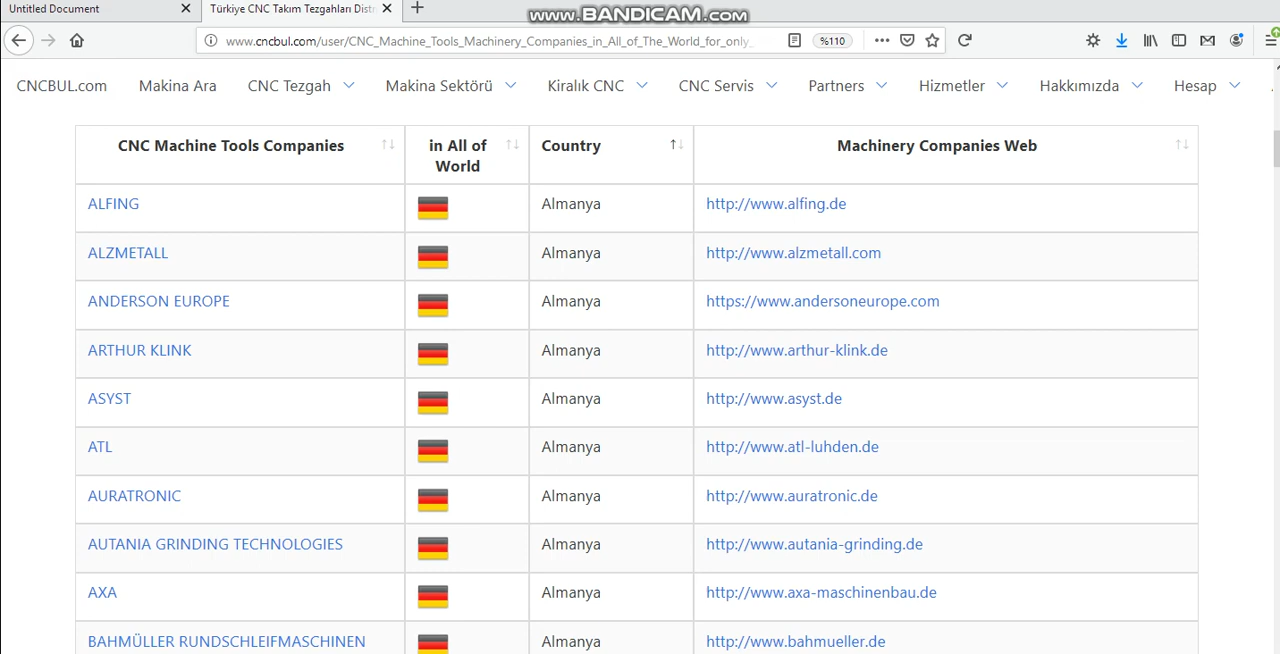 Untitled Document
Türkiye CNC Takım Tezgahları Dist
www.BANDICAM.com
www.cncbul.com/user/CNC_Machine_Tools_Machinery_Companies_in_All_of_The_World_for_only_
%110
CNCBUL.com Makina Ara CNC Tezgah Makina Sektörü Kiralık CNC CNC Servis Partners Hizmetler Hakkımızda Hesap
CNC Machine Tools Companies in All of World Country Machinery Companies Web
ALFING Almanya http://www.alfing.de
ALZMETALL Almanya http://www.alzmetall.com
ANDERSON EUROPE Almanya https://www.andersoneurope.com
ARTHUR KLINK Almanya http://www.arthur-klink.de
ASYST Almanya http://www.asyst.de
ATL Almanya http://www.atl-luhden.de
AURATRONIC Almanya http://www.auratronic.de
AUTANIA GRINDING TECHNOLOGIES Almanya http://www.autania-grinding.de
AXA Almanya http://www.axa-maschinenbau.de
BAHMÜLLER RUNDSCHLEIFMASCHINEN Almanya http://www.bahmueller.de